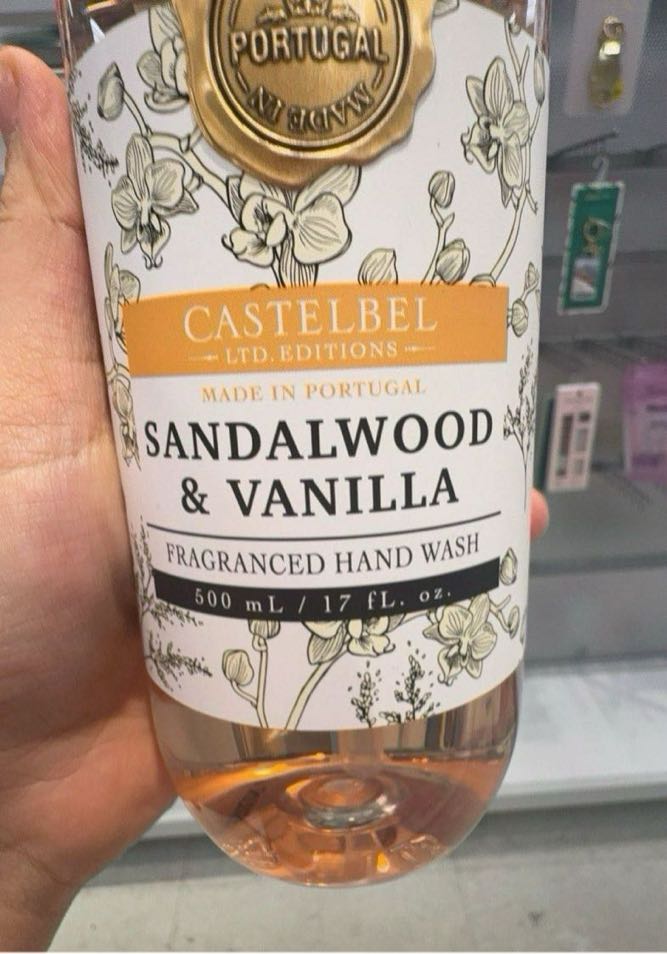 PORTUGAL
MADE IN
CASTELBEL
LTD. EDITIONS
MADE IN PORTUGAL
SANDALWOOD
& VANILLA
FRAGRANCED HAND WASH
500 mL / 17 fL. oz.